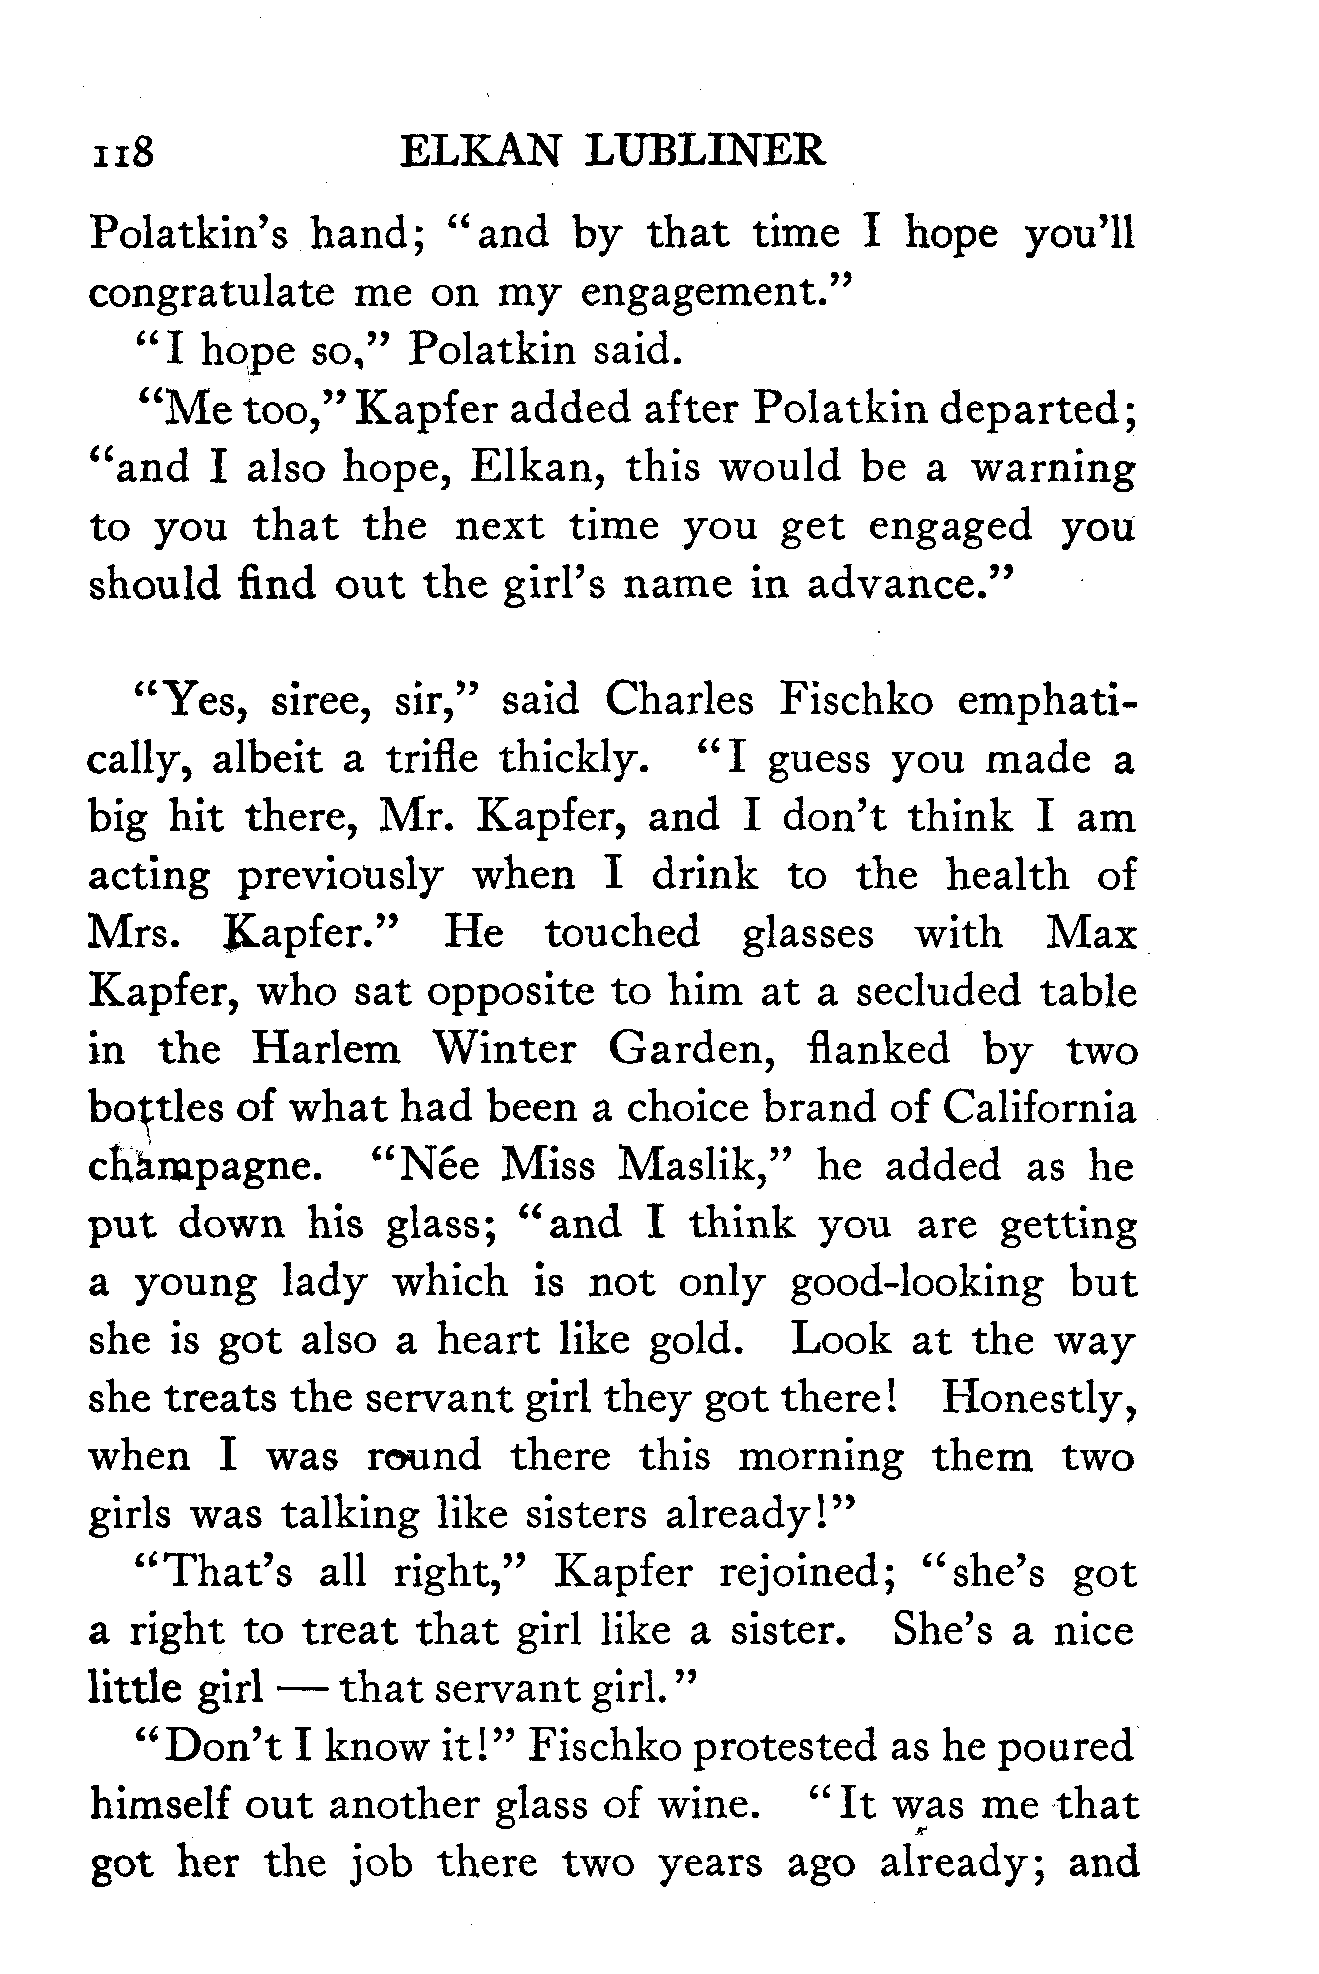 118 ELKAN LUBLINER
Polatkin's hand; "and by that time I hope you'll
congratulate me on my engagement."
"I hope so," Polatkin said.
"Me too," Kapfer added after Polatkin departed;
"and I also hope, Elkan, this would be a warning
to you that the next time you get engaged you
should find out the girl's name in advance."
"Yes, siree, sir," said Charles Fischko emphati-
cally, albeit a trifle thickly. "I guess you made a
big hit there, Mr. Kapfer, and I don't think I am
acting previously when I drink to the health of
Mrs. Kapfer." He touched glasses with Max
Kapfer, who sat opposite to him at a secluded table
in the Harlem Winter Garden, flanked by two
bottles of what had been a choice brand of California
champagne. "Née Miss Maslik," he added as he
put down his glass; "and I think you are getting
a young lady which is not only good-looking but
she is got also a heart like gold. Look at the way
she treats the servant girl they got there! Honestly,
when I was round there this morning them two
girls was talking like sisters already!"
"That's all right," Kapfer rejoined; "she's got
a right to treat that girl like a sister. She's a nice
little girl — that servant girl."
"Don't I know it!" Fischko protested as he poured
himself out another glass of wine. "It was me that
got her the job there two years ago already; and